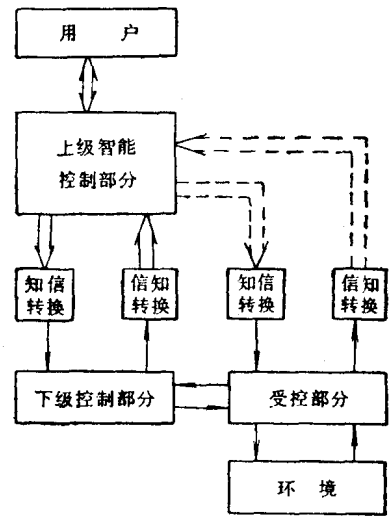 用 户
上级智能
控制部分
知信
转换
信知
转换
知信
转换
信知
转换
下级控制部分
受控部分
环 境